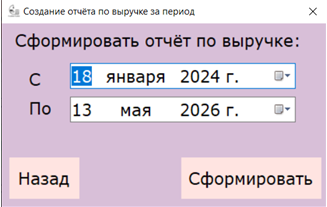 Создание отчёта по выручке за период
Сформировать отчёт по выручке:
С 18 января 2024 г.
По 13 мая 2026 г.
Назад Сформировать